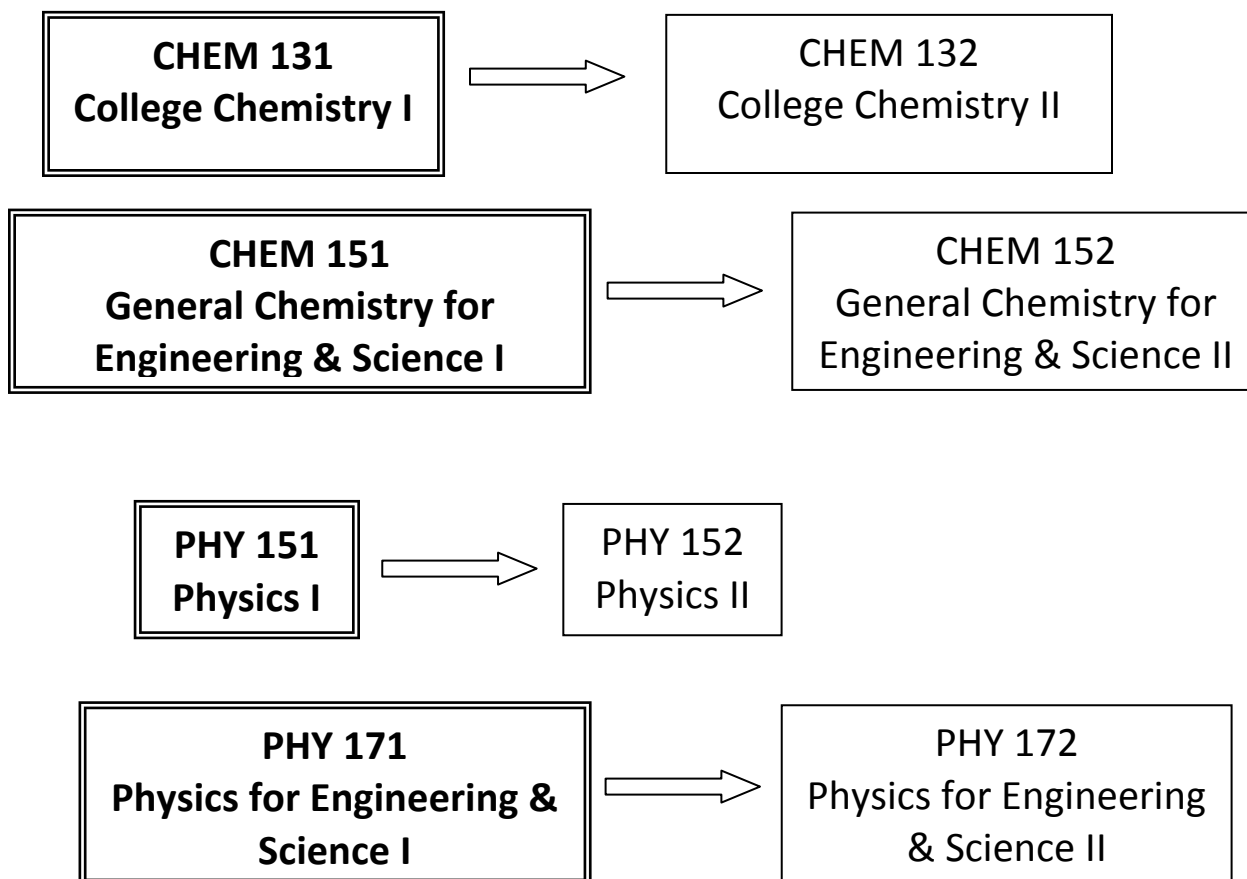 CHEM 131
College Chemistry I
CHEM 132
College Chemistry II
CHEM 151
General Chemistry for
Engineering & Science I
CHEM 152
General Chemistry for
Engineering & Science II
PHY 151
Physics I
PHY 152
Physics II
PHY 171
Physics for Engineering &
Science I
PHY 172
Physics for Engineering
& Science II